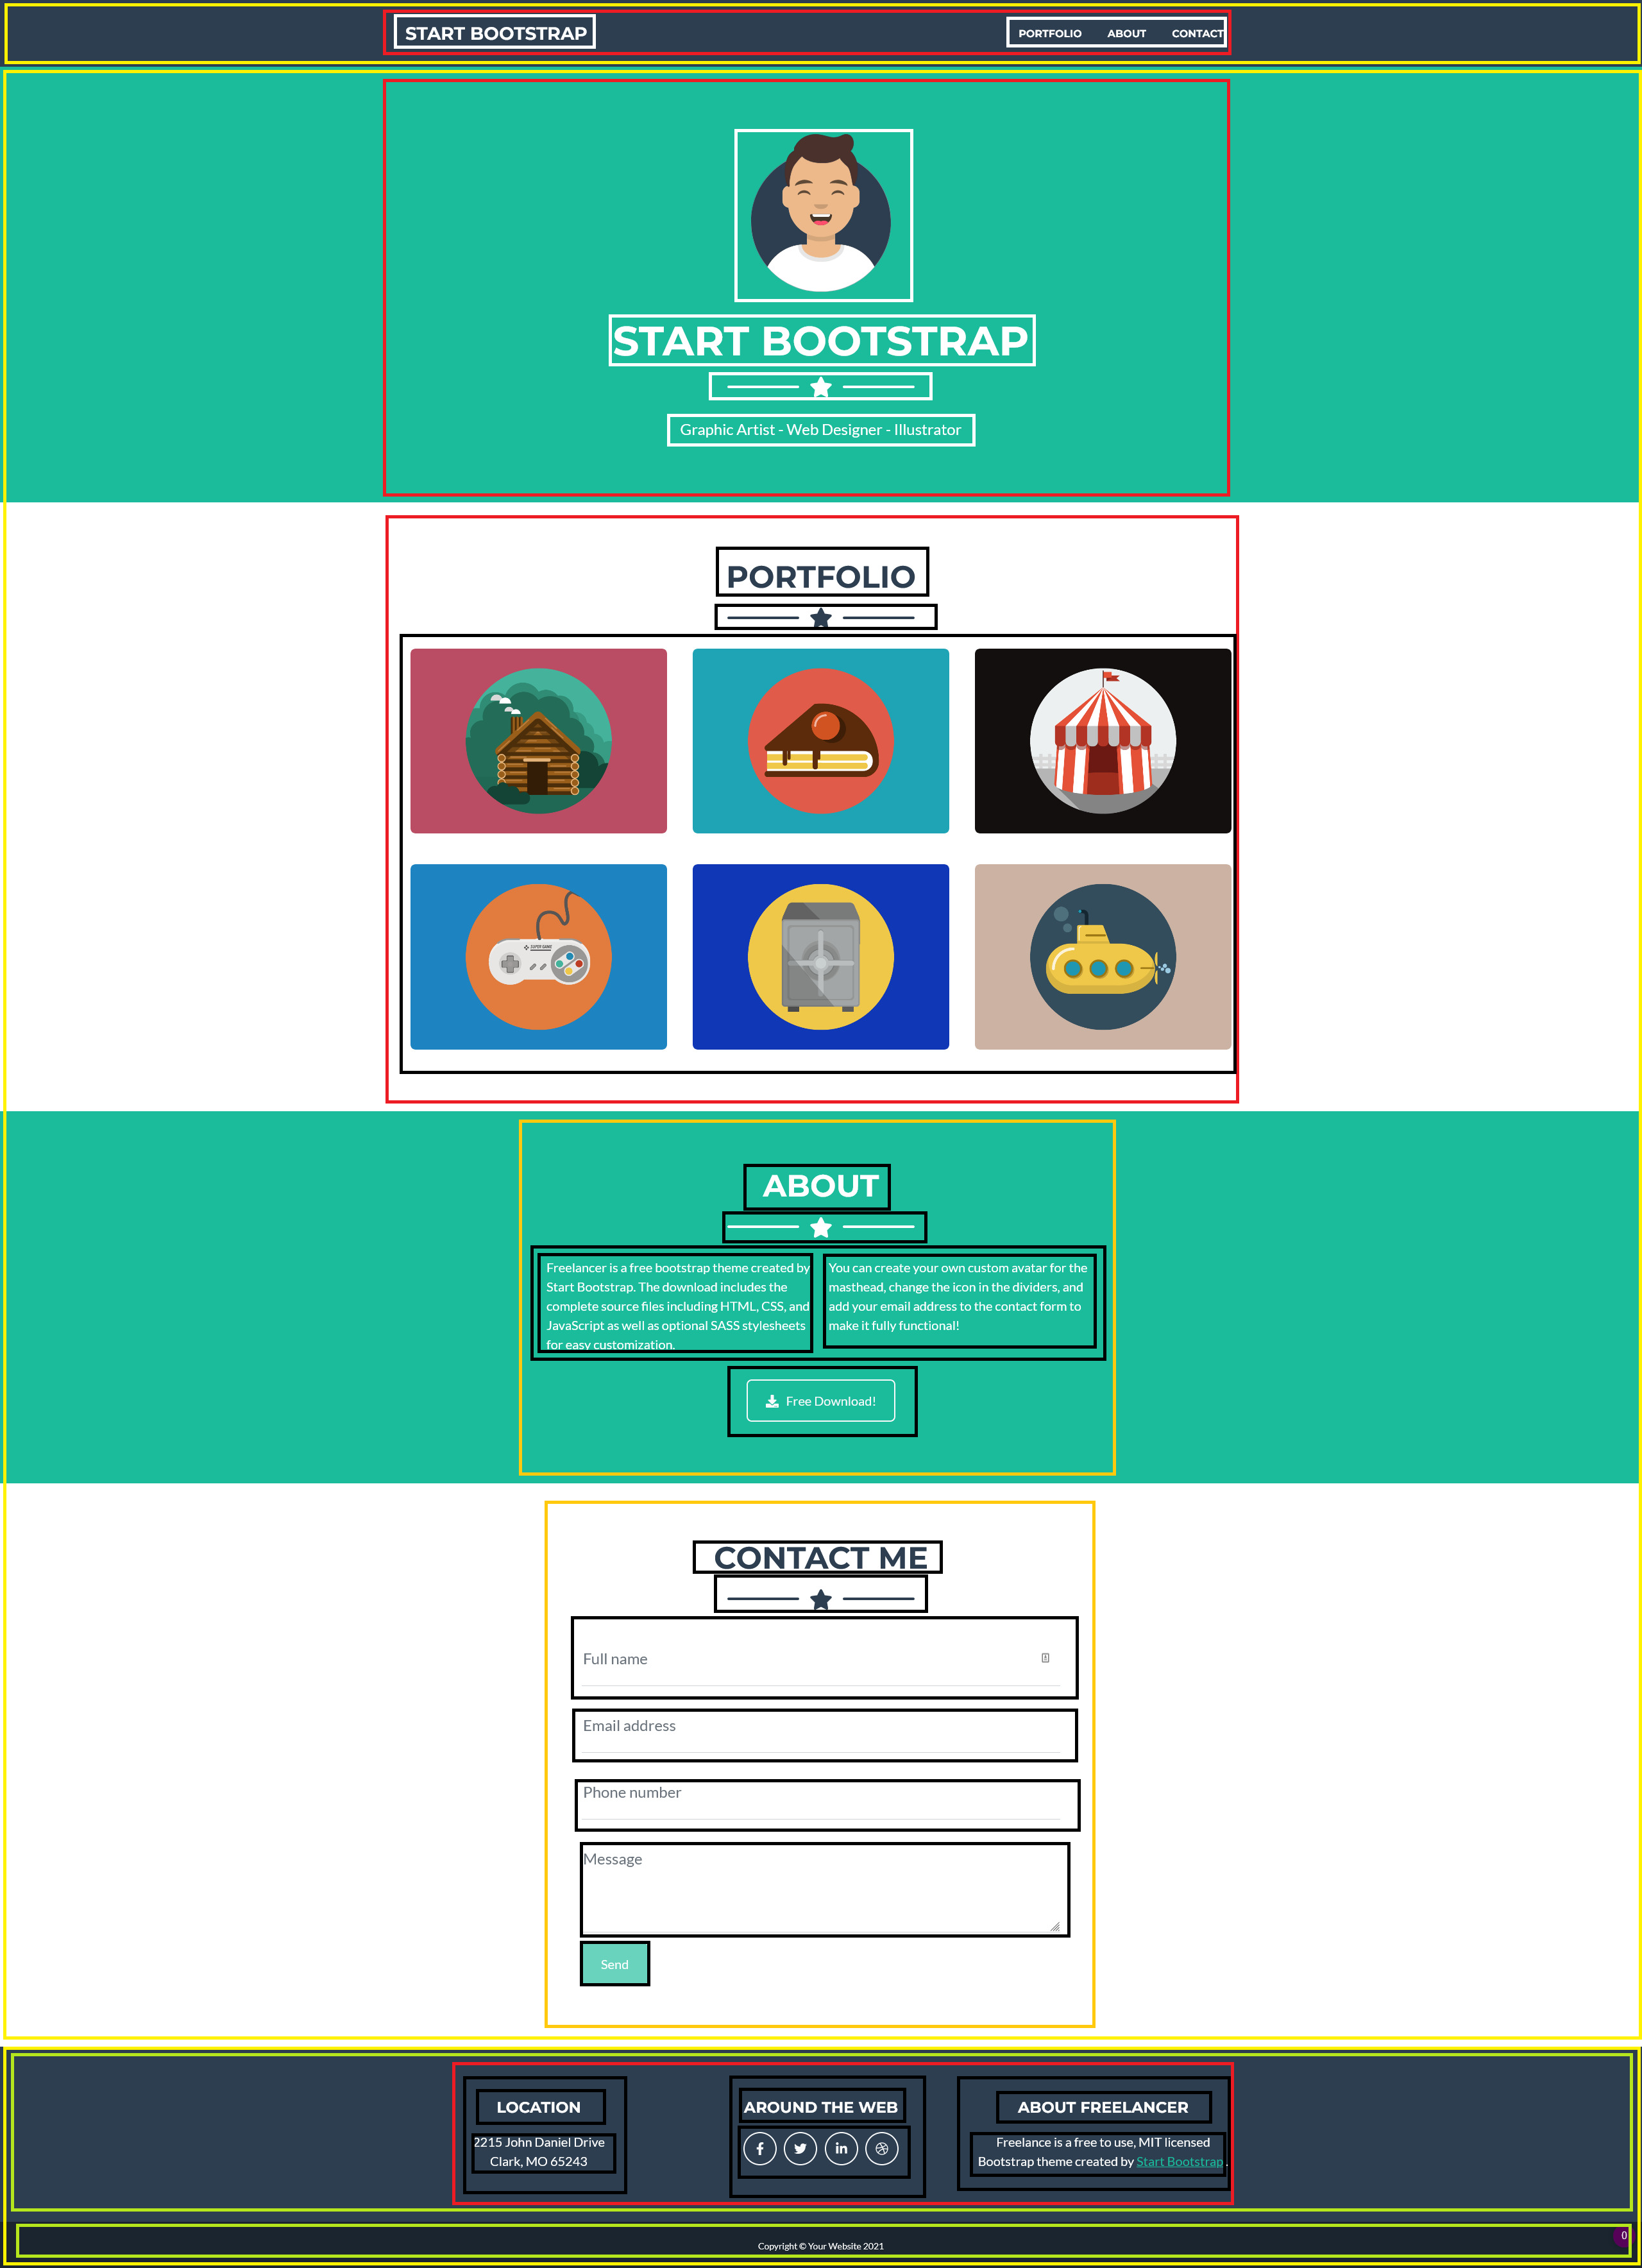 START BOOTSTRAP
PORTFOLIO ABOUT CONTACT
START BOOTSTRAP
Graphic Artist - Web Designer - Illustrator
PORTFOLIO
SUPER GAME
ABOUT
Freelancer is a free bootstrap theme created by
Start Bootstrap. The download includes the
complete source files including HTML, CSS, and
JavaScript as well as optional SASS stylesheets
for easy customization.
You can create your own custom avatar for the
masthead, change the icon in the dividers, and
add your email address to the contact form to
make it fully functional!
Free Download!
CONTACT ME
Full name
Email address
Phone number
Message
Send
LOCATION
2215 John Daniel Drive
Clark, MO 65243
AROUND THE WEB
ABOUT FREELANCER
Freelance is a free to use, MIT licensed
Bootstrap theme created by Start Bootstrap .
Copyright © Your Website 2021
0